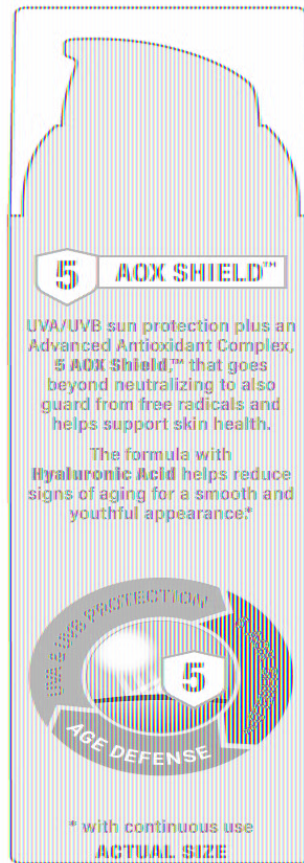 5 AOX SHIELD™
UVA/UVB sun protection plus an
Advanced Antioxidant Complex,
5 AOX Shield,™ that goes
beyond neutralizing to also
guard from free radicals and
helps support skin health.
The formula with
Hyaluronic Acid helps reduce
signs of aging for a smooth and
youthful appearance.*
PROTECTION
5
AGE DEFENSE
* with continuous use
ACTUAL SIZE